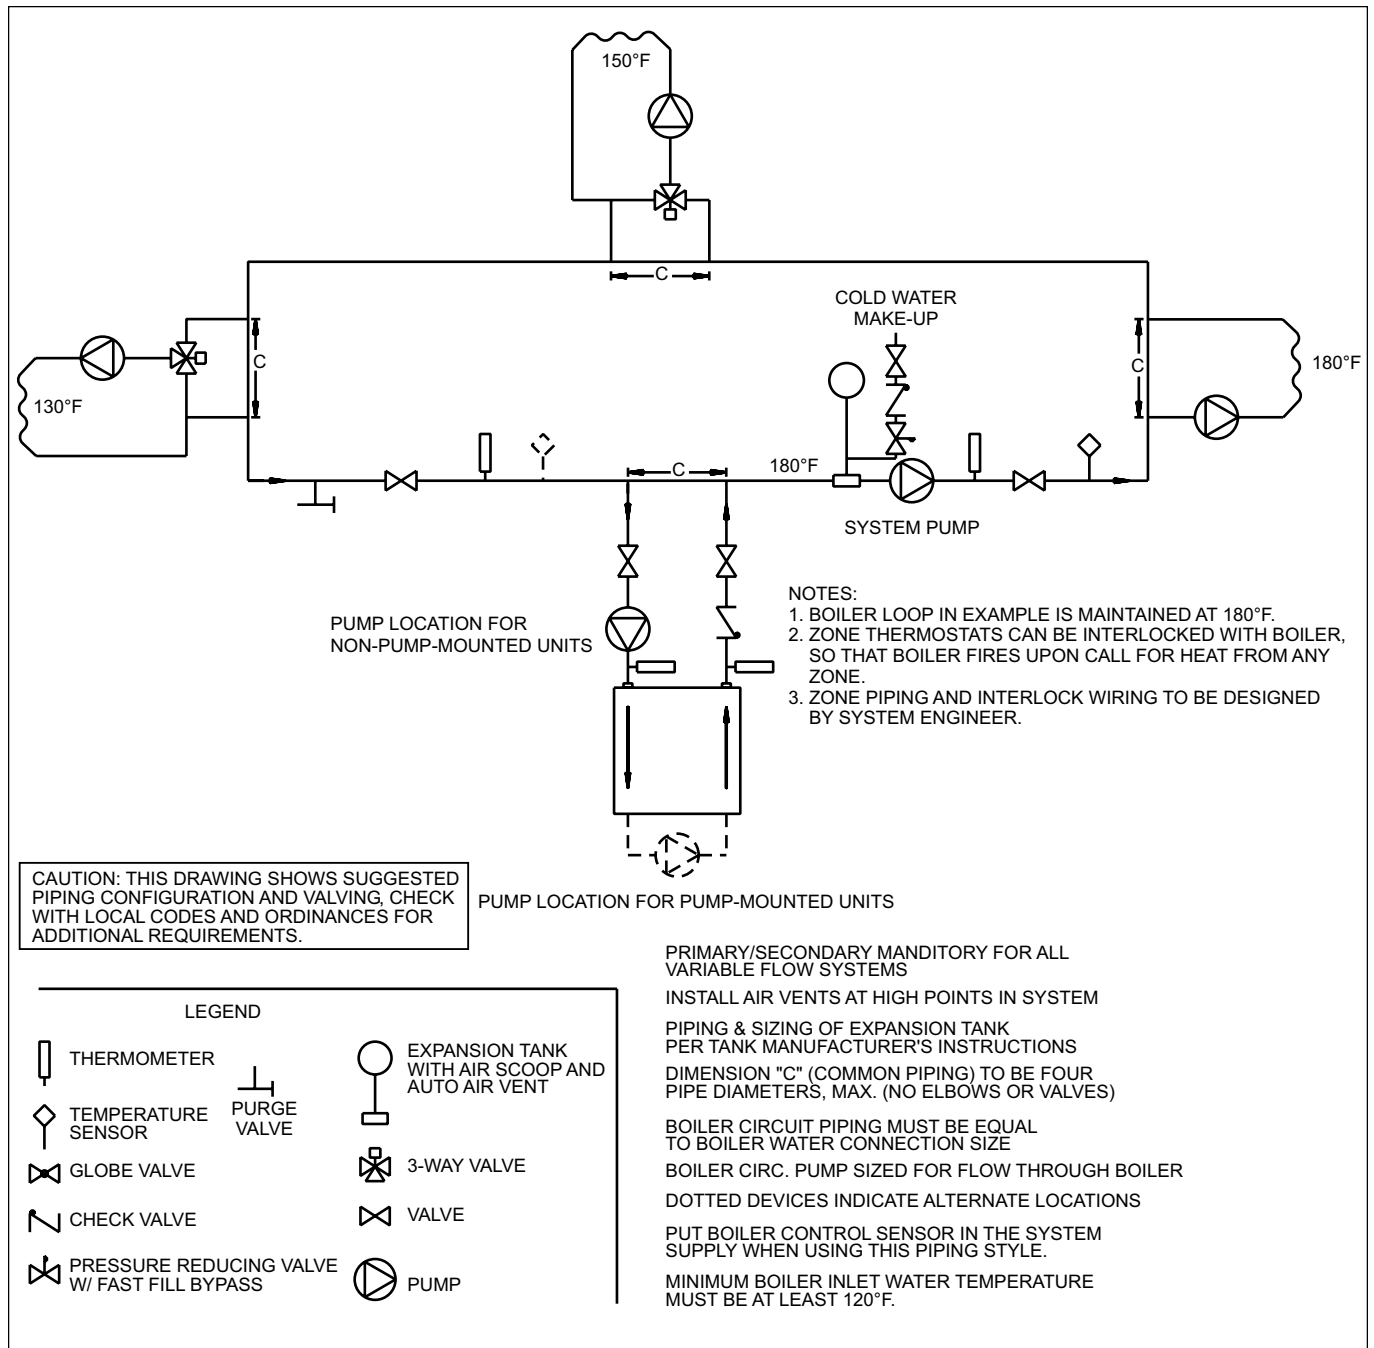 150°F
C
COLD WATER
MAKE-UP
C
C
180°F
130°F
C
180°F
SYSTEM PUMP
PUMP LOCATION FOR
NON-PUMP-MOUNTED UNITS
NOTES:
1. BOILER LOOP IN EXAMPLE IS MAINTAINED AT 180°F.
2. ZONE THERMOSTATS CAN BE INTERLOCKED WITH BOILER,
SO THAT BOILER FIRES UPON CALL FOR HEAT FROM ANY
ZONE.
3. ZONE PIPING AND INTERLOCK WIRING TO BE DESIGNED
BY SYSTEM ENGINEER.
CAUTION: THIS DRAWING SHOWS SUGGESTED
PIPING CONFIGURATION AND VALVING, CHECK
WITH LOCAL CODES AND ORDINANCES FOR
ADDITIONAL REQUIREMENTS.
PUMP LOCATION FOR PUMP-MOUNTED UNITS
LEGEND
THERMOMETER
PURGE
VALVE
TEMPERATURE
SENSOR
GLOBE VALVE
CHECK VALVE
PRESSURE REDUCING VALVE
W/ FAST FILL BYPASS
EXPANSION TANK
WITH AIR SCOOP AND
AUTO AIR VENT
3-WAY VALVE
VALVE
PUMP
PRIMARY/SECONDARY MANDITORY FOR ALL
VARIABLE FLOW SYSTEMS
INSTALL AIR VENTS AT HIGH POINTS IN SYSTEM
PIPING & SIZING OF EXPANSION TANK
PER TANK MANUFACTURER'S INSTRUCTIONS
DIMENSION "C" (COMMON PIPING) TO BE FOUR
PIPE DIAMETERS, MAX. (NO ELBOWS OR VALVES)
BOILER CIRCUIT PIPING MUST BE EQUAL
TO BOILER WATER CONNECTION SIZE
BOILER CIRC. PUMP SIZED FOR FLOW THROUGH BOILER
DOTTED DEVICES INDICATE ALTERNATE LOCATIONS
PUT BOILER CONTROL SENSOR IN THE SYSTEM
SUPPLY WHEN USING THIS PIPING STYLE.
MINIMUM BOILER INLET WATER TEMPERATURE
MUST BE AT LEAST 120°F.